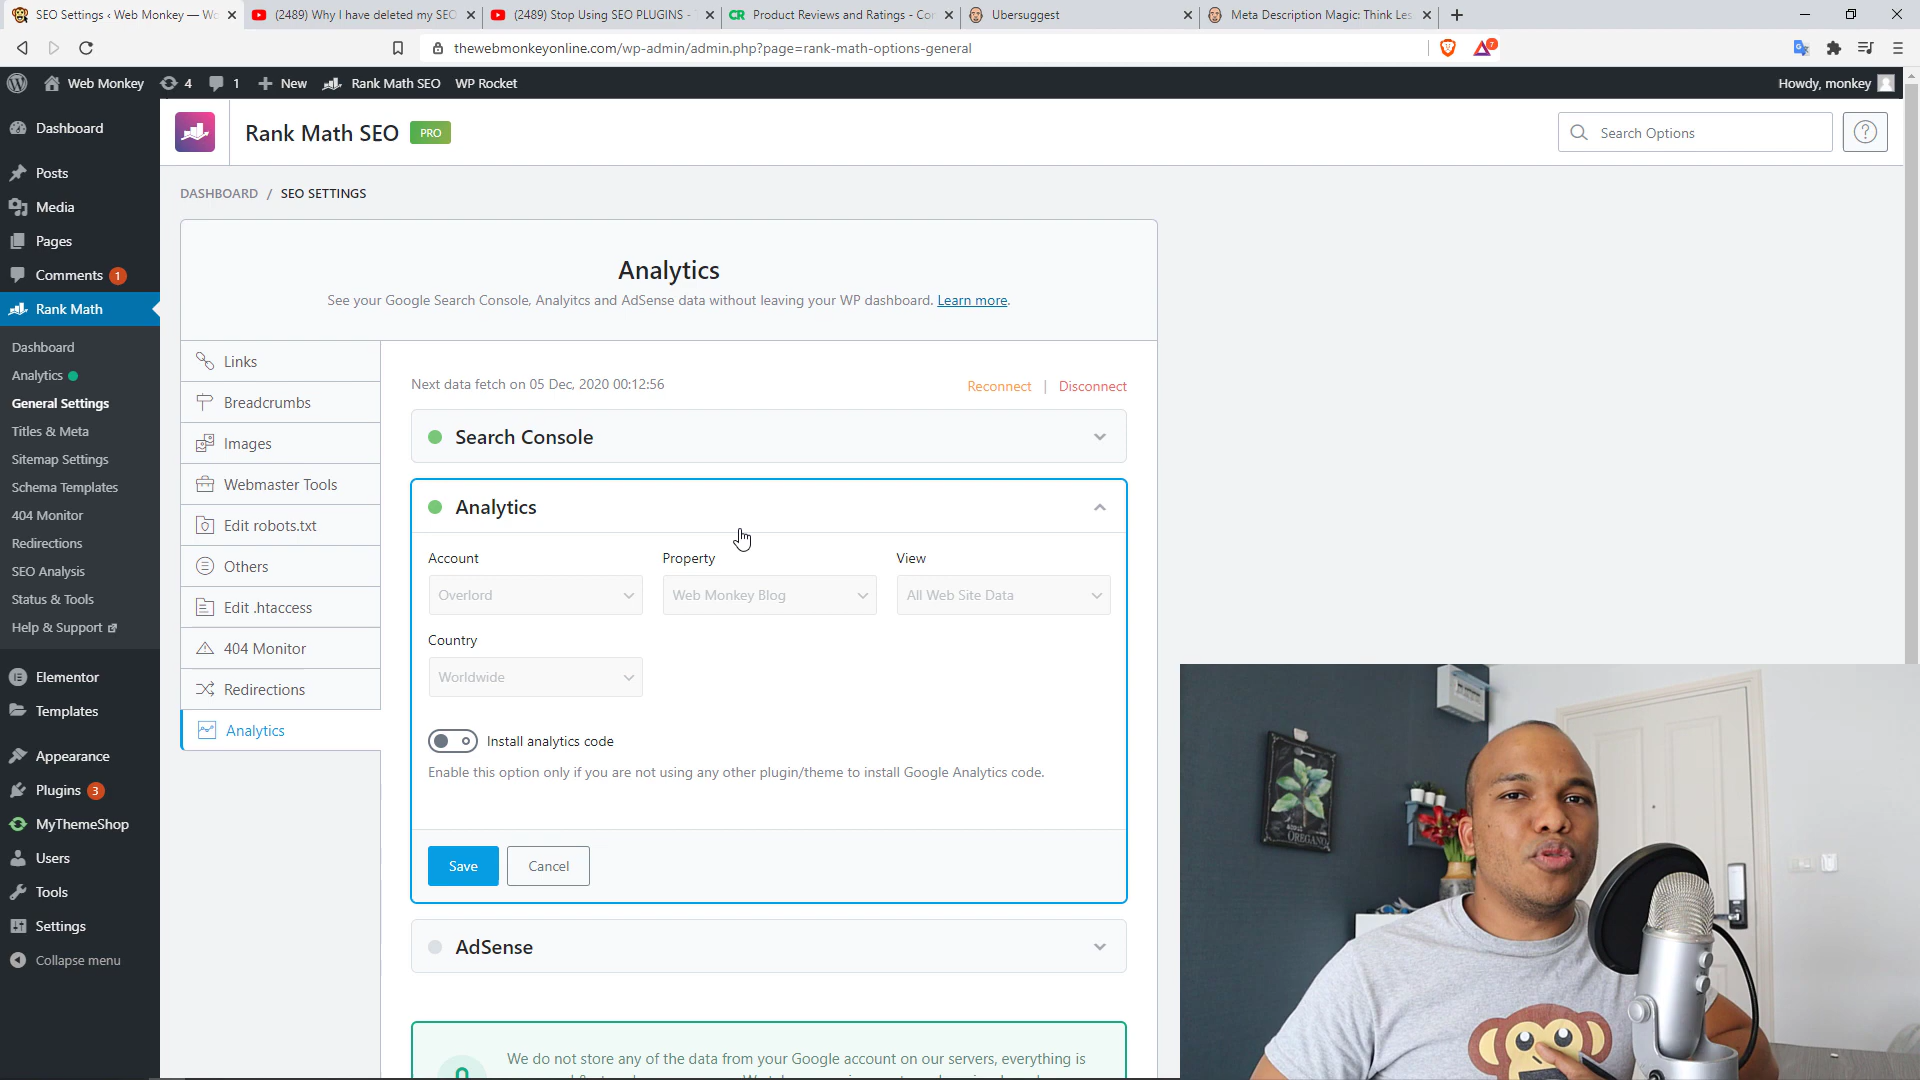 SEO Settings ‹ Web Monkey — Wo
(2489) Why I have deleted my SEO
(2489) Stop Using SEO PLUGINS -
CR Product Reviews and Ratings - Con
Ubersuggest
Meta Description Magic: Think Les
thewebmonkeyonline.com/wp-admin/admin.php?page=rank-math-options-general
7
Web Monkey
4
1
New
Rank Math SEO
WP Rocket
Howdy, monkey
Dashboard
Posts
Media
Pages
Comments 1
Rank Math
Dashboard
Analytics
General Settings
Titles & Meta
Sitemap Settings
Schema Templates
404 Monitor
Redirections
SEO Analysis
Status & Tools
Help & Support
Elementor
Templates
Appearance
Plugins 3
MyThemeShop
Users
Tools
Settings
Collapse menu
Rank Math SEO PRO
Search Options
DASHBOARD / SEO SETTINGS
Analytics
See your Google Search Console, Analyitcs and AdSense data without leaving your WP dashboard. Learn more.
Links
Breadcrumbs
Images
Webmaster Tools
Edit robots.txt
Others
Edit .htaccess
404 Monitor
Redirections
Analytics
Next data fetch on 05 Dec, 2020 00:12:56
Reconnect | Disconnect
Search Console
Analytics
Account
Property
View
Overlord
Web Monkey Blog
All Web Site Data
Country
Worldwide
Install analytics code
Enable this option only if you are not using any other plugin/theme to install Google Analytics code.
Save
Cancel
AdSense
We do not store any of the data from your Google account on our servers, everything is
OREGANO